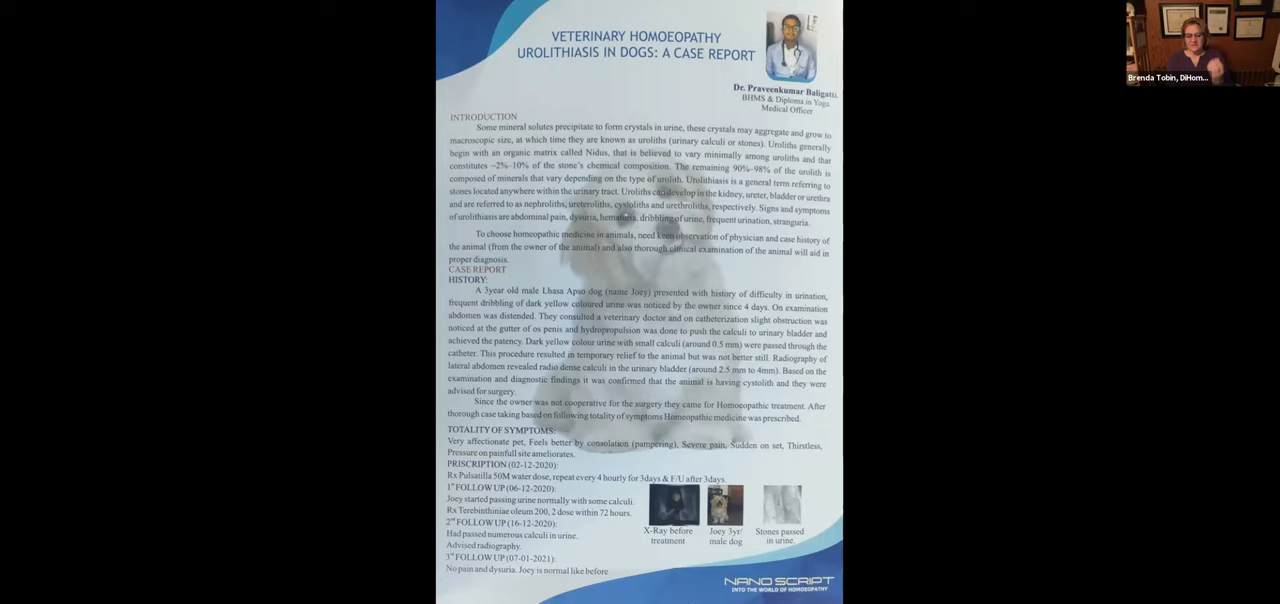 VETERINARY HOMOEOPATHY
UROLITHIASIS IN DOGS: A CASE REPORT
Dr. Praveenkumar Baligatti.
BHMS & Diploma in Yoga
Medical Officer
INTRODUCTION
Some mineral solutes precipitate to form crystals in urine, these crystals may aggregate and grow to
macroscopic size, at which time they are known as uroliths (urinary calculi or stones). Uroliths generally
begin with an organic matrix called Nidus, that is believed to vary minimally among uroliths and that
constitutes ~2%-10% of the stone's chemical composition. The remaining 90%-98% of the urolith is
composed of minerals that vary depending on the type of urolith. Urolithiasis is a general term referring to
stones located anywhere within the urinary tract. Uroliths can develop in the kidney, ureter, bladder or urethra
and are referred to as nephroliths, ureteroliths, cystoliths and urethroliths, respectively. Signs and symptoms
of urolithiasis are abdominal pain, dysuria, hematuria, dribbling of urine, frequent urination, stranguria.
To choose homeopathic medicine in animals, need keen observation of physician and case history of
the animal (from the owner of the animal) and also thorough clinical examination of the animal will aid in
proper diagnosis.
CASE REPORT
HISTORY:
A 3year old male Lhasa Apso dog (name Joey) presented with history of difficulty in urination,
frequent dribbling of dark yellow coloured urine was noticed by the owner since 4 days. On examination
abdomen was distended. They consulted a veterinary doctor and on catheterization slight obstruction was
noticed at the gutter of os penis and hydropropulsion was done to push the calculi to urinary bladder and
achieved the patency. Dark yellow colour urine with small calculi (around 0.5 mm) were passed through the
catheter. This procedure resulted in temporary relief to the animal but was not better still. Radiography of
lateral abdomen revealed radio dense calculi in the urinary bladder (around 2.5 mm to 4mm). Based on the
examination and diagnostic findings it was confirmed that the animal is having cystolith and they were
advised for surgery.
Since the owner was not cooperative for the surgery they came for Homoeopathic treatment. After
thorough case taking based on following totality of symptoms Homeopathic medicine was prescribed.
TOTALITY OF SYMPTOMS:
Very affectionate pet, Feels better by consolation (pampering), Severe pain, Sudden on set, Thirstless,
Pressure on painfull site ameliorates.
PRISCRIPTION (02-12-2020):
Rx Pulsatilla 50M water dose, repeat every 4 hourly for 3days & F/U after 3days.
1st FOLLOW UP (06-12-2020):
Joey started passing urine normally with some calculi.
Rx Terebinthiniae oleum 200, 2 dose within 72 hours.
2nd FOLLOW UP (16-12-2020):
Had passed numerous calculi in urine.
Advised radiography.
3rd FOLLOW UP (07-01-2021):
No pain and dysuria. Joey is normal like before
X-Ray before
treatment
Joey 3yr/
male dog
Stones passed
in urine.
NANO SCRIPT
INTO THE WORLD OF HOMOEOPATHY
Brenda Tobin, DiHom...